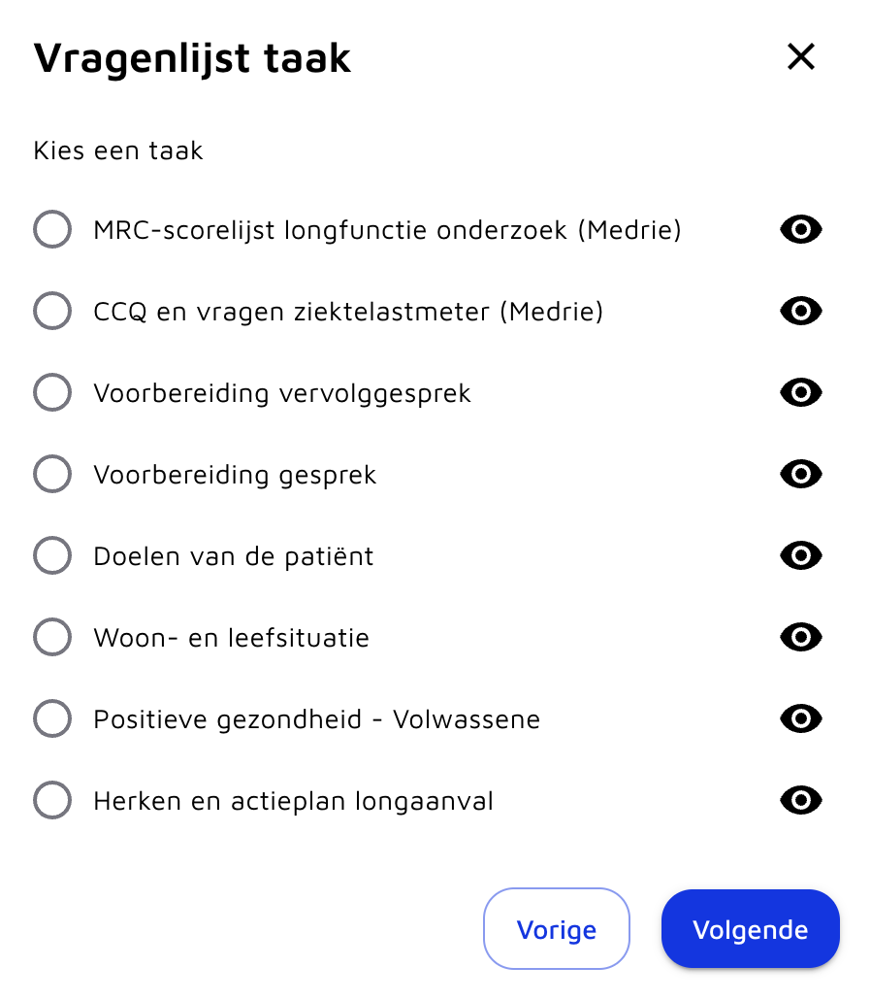 Vragenlijst taak
Kies een taak
MRC-scorelijst longfunctie onderzoek (Medrie)
CCQ en vragen ziektelastmeter (Medrie)
Voorbereiding vervolggesprek
Voorbereiding gesprek
Doelen van de patiënt
Woon- en leefsituatie
Positieve gezondheid - Volwassene
Herken en actieplan longaanval
Vorige
Volgende